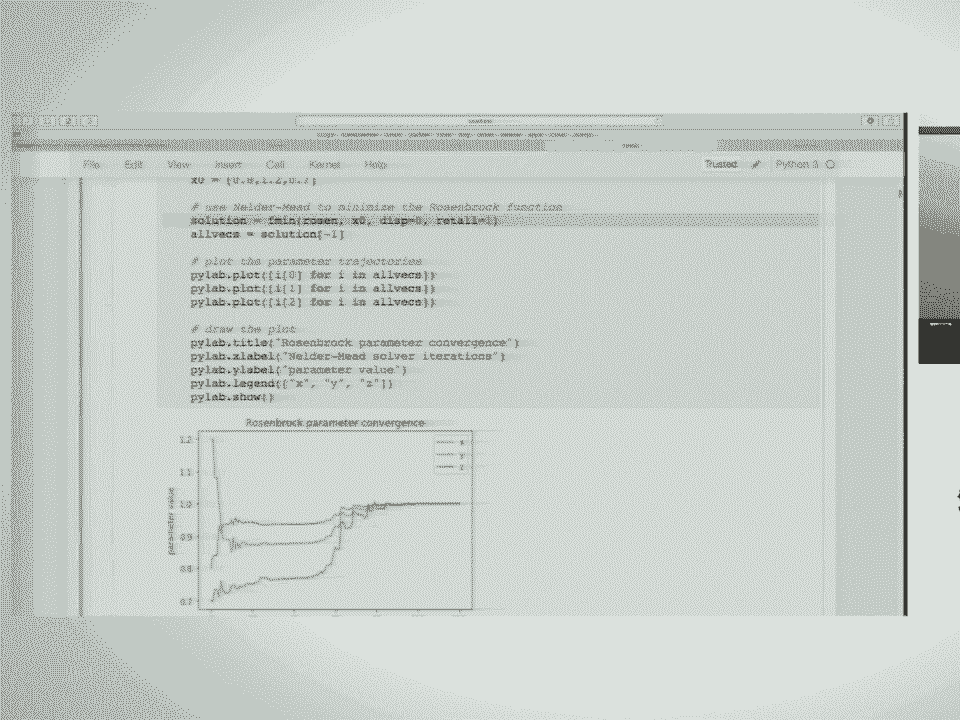 File Edit View Insert Cell Kernel Help Trusted Python 3
x0 = [0.8,1.2,0.7]
# use Nelder-Mead to minimize the Rosenbrock function
solution = fmin(rosen, x0, disp=0, retall=1)
allvecs = solution[-1]
# plot the parameter trajectories
pylab.plot([i[0] for i in allvecs])
pylab.plot([i[1] for i in allvecs])
pylab.plot([i[2] for i in allvecs])
# draw the plot
pylab.title("Rosenbrock parameter convergence")
pylab.xlabel("Nelder-Mead solver iterations")
pylab.ylabel("parameter value")
pylab.legend(["x", "y", "z"])
pylab.show()
Rosenbrock parameter convergence
1.2
x
y
z
1.1
1.0
0.9
0.8
0.7
parameter value